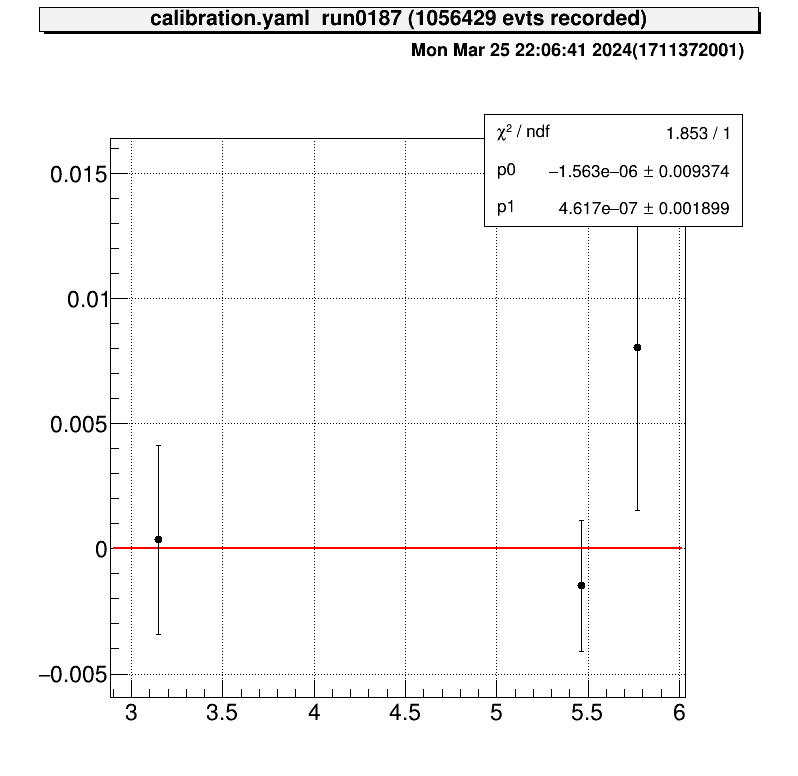 calibration.yaml  run0187 (1056429 evts recorded)
Mon Mar 25 22:06:41 2024(1711372001)
χ² / ndf 1.853 / 1
p0 −1.563e−06 ± 0.009374
p1 4.617e−07 ± 0.001899
0.015
0.01
0.005
0
−0.005
3 3.5 4 4.5 5 5.5 6